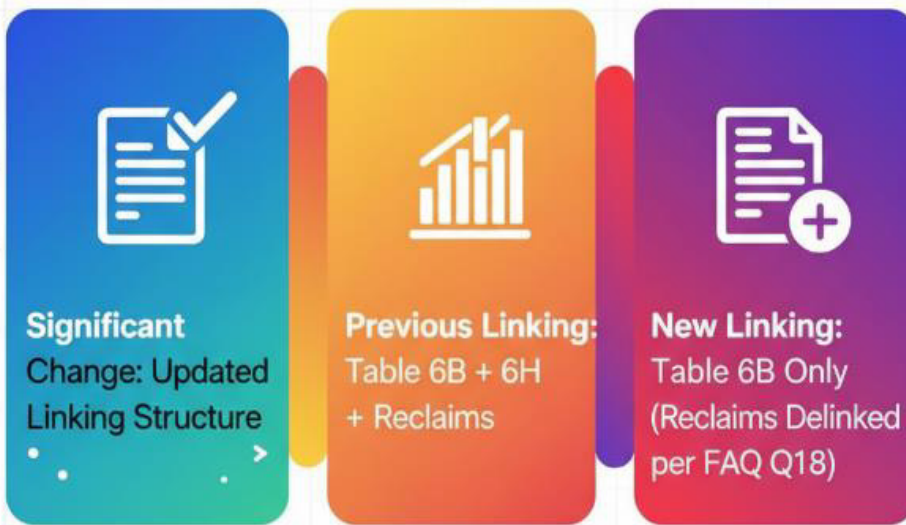 Significant
Change: Updated
Linking Structure
Previous Linking:
Table 6B + 6H
+ Reclaims
New Linking:
Table 6B Only
(Reclaims Delinked
per FAQ Q18)